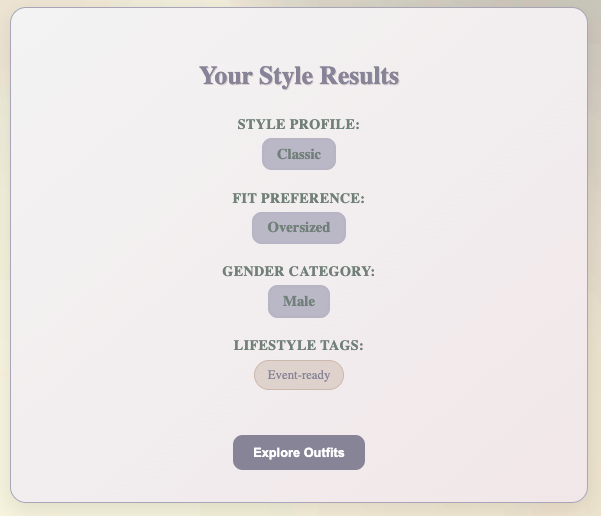 Your Style Results
STYLE PROFILE:
Classic
FIT PREFERENCE:
Oversized
GENDER CATEGORY:
Male
LIFESTYLE TAGS:
Event-ready
Explore Outfits